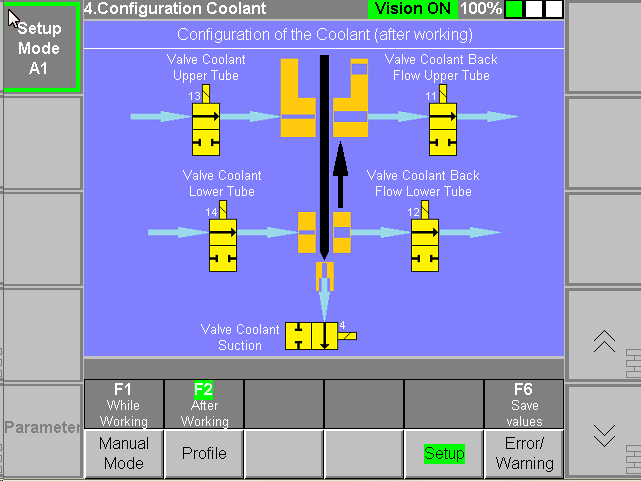 4.Configuration Coolant
Vision ON
100%
Setup
Mode
A1
Configuration of the Coolant (after working)
Valve Coolant
Upper Tube
Valve Coolant Back
Flow Upper Tube
13
11
Valve Coolant
Lower Tube
Valve Coolant Back
Flow Lower Tube
14
12
Valve Coolant
Suction
4
F1
While
Working
F2
After
Working
F6
Save
values
Parameter
Manual
Mode
Profile
Setup
Error/
Warning